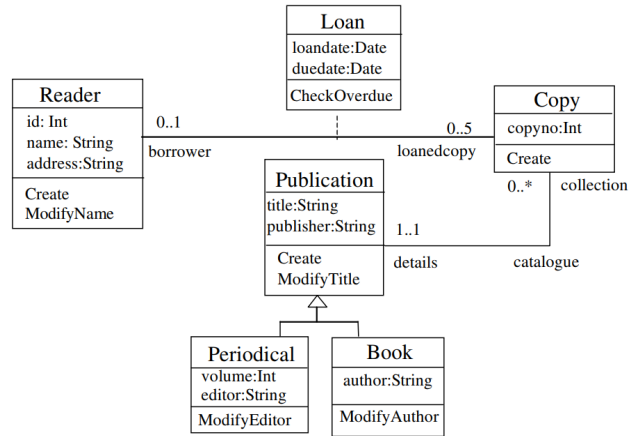 Loan
loandate:Date
duedate:Date
CheckOverdue
Reader
id: Int
name: String
address:String
Create
ModifyName
0..1
borrower
0..5
loanedcopy
Copy
copyno:Int
Create
0..*
collection
Publication
title:String
publisher:String
Create
ModifyTitle
1..1
details
catalogue
Periodical
volume:Int
editor:String
ModifyEditor
Book
author:String
ModifyAuthor